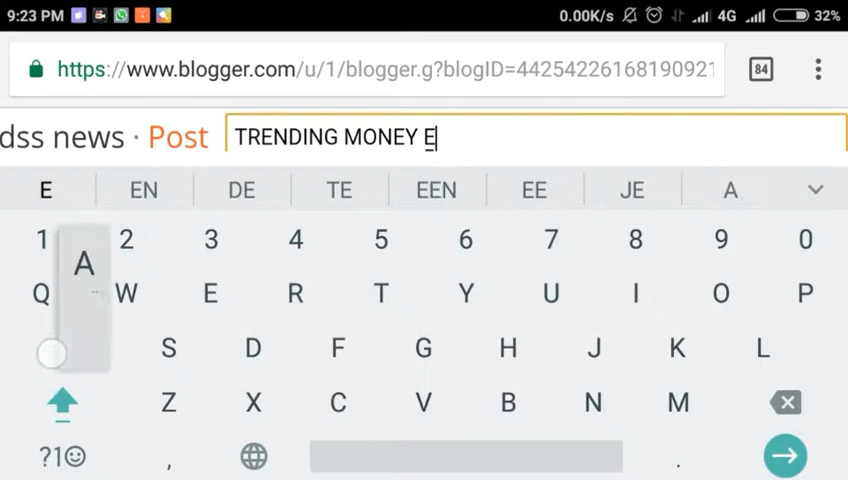 9:23 PM 0.00K/s 4G 32%
https://www.blogger.com/u/1/blogger.g?blogID=44254226168190921 84
dss news · Post TRENDING MONEY E
E EN DE TE EEN EE JE A
1 2 3 4 5 6 7 8 9 0
A
Q W E R T Y U I O P
S D F G H J K L
Z X C V B N M
?1 , .